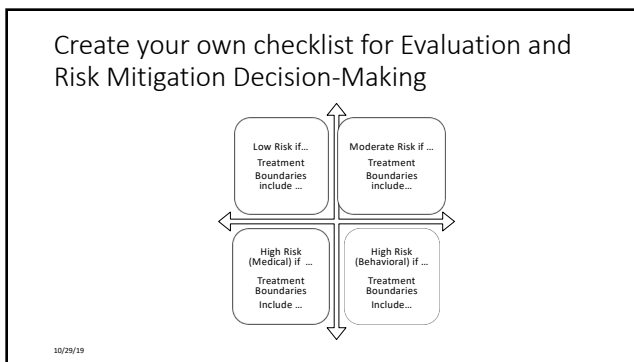 Create your own checklist for Evaluation and
Risk Mitigation Decision-Making
Low Risk if...
Treatment
Boundaries
include ...
Moderate Risk if ...
Treatment
Boundaries
include...
High Risk
(Medical) if ...
Treatment
Boundaries
Include ...
High Risk
(Behavioral) if ...
Treatment
Boundaries
Include...
10/29/19